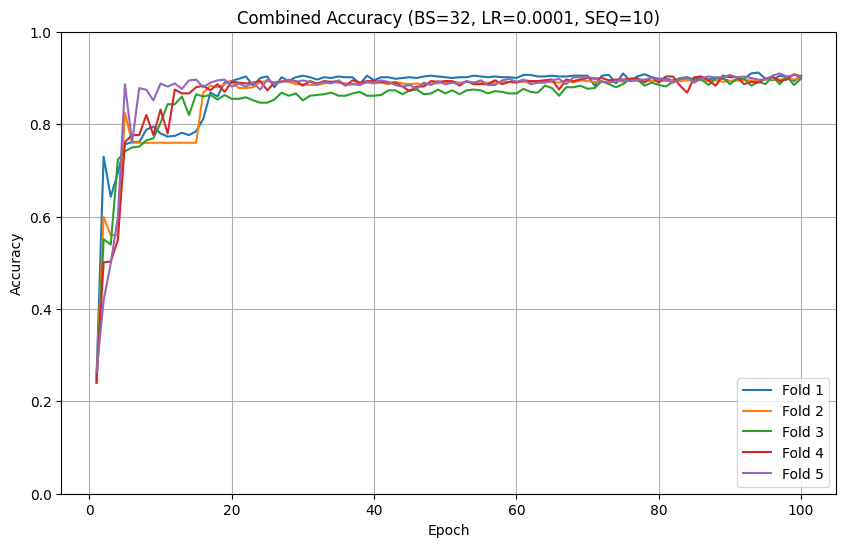 Combined Accuracy (BS=32, LR=0.0001, SEQ=10)
1.0
0.8
0.6
0.4
0.2
0.0
Accuracy
0 20 40 60 80 100
Epoch
Fold 1
Fold 2
Fold 3
Fold 4
Fold 5